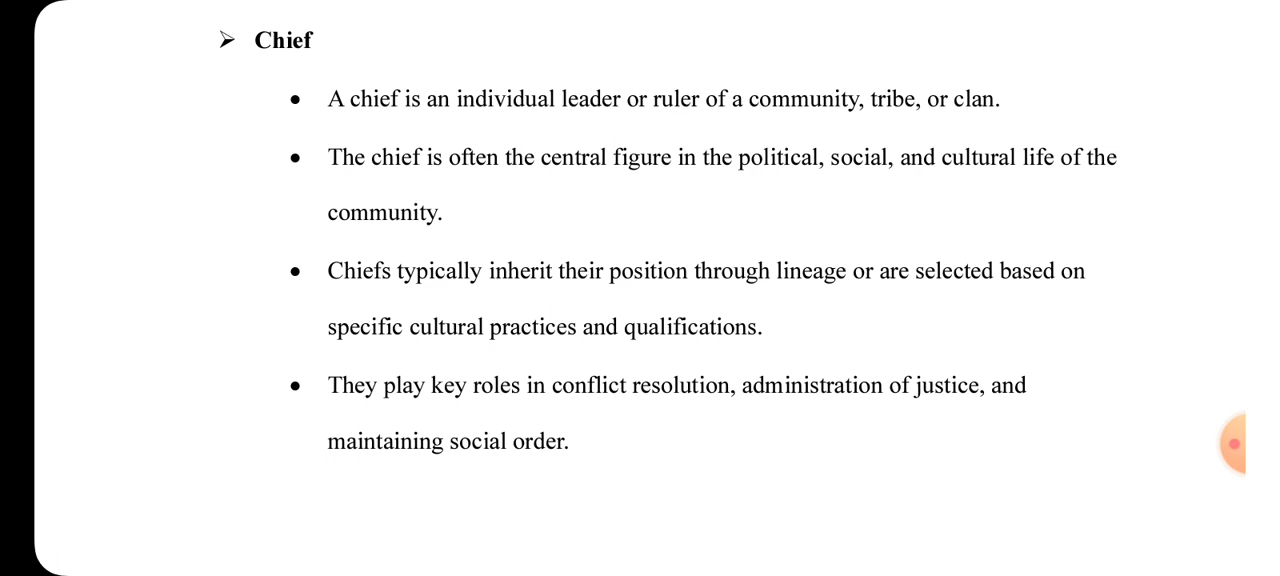 ➢ Chief
• A chief is an individual leader or ruler of a community, tribe, or clan.
• The chief is often the central figure in the political, social, and cultural life of the
community.
• Chiefs typically inherit their position through lineage or are selected based on
specific cultural practices and qualifications.
• They play key roles in conflict resolution, administration of justice, and
maintaining social order.